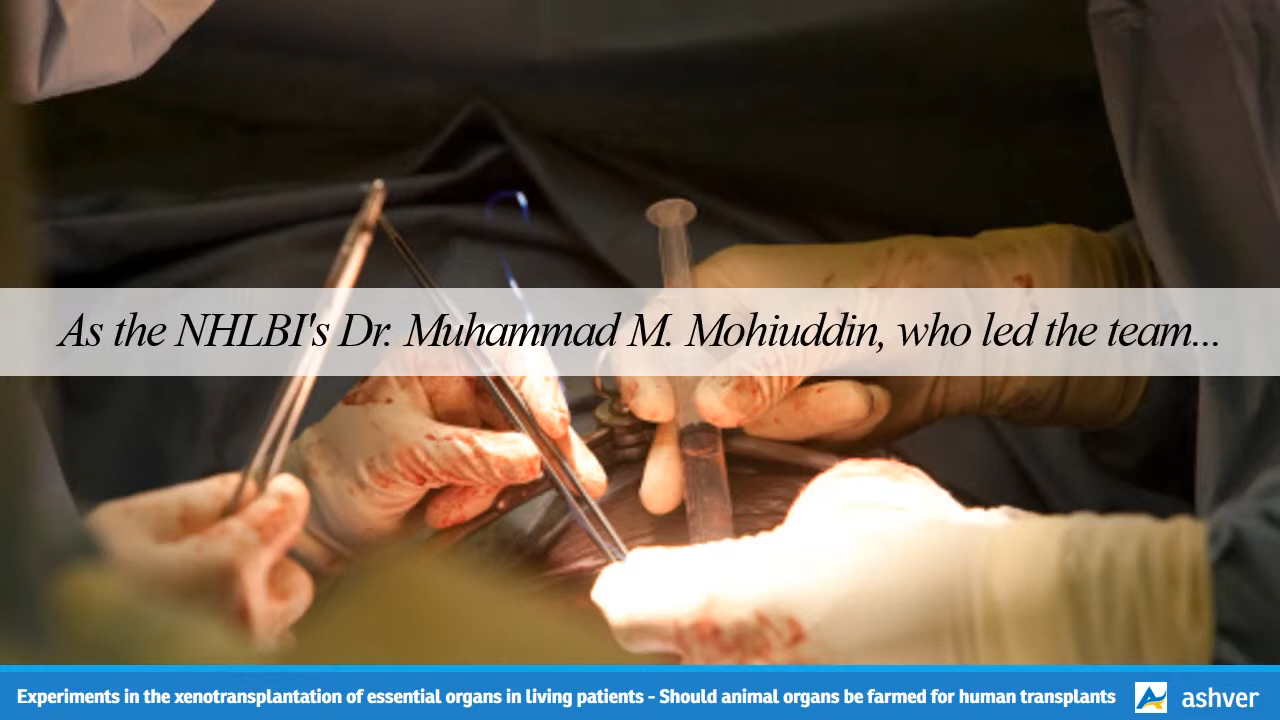 As the NHLBI's Dr. Muhammad M. Mohiuddin, who led the team...
Experiments in the xenotransplantation of essential organs in living patients - Should animal organs be farmed for human transplants
ashver